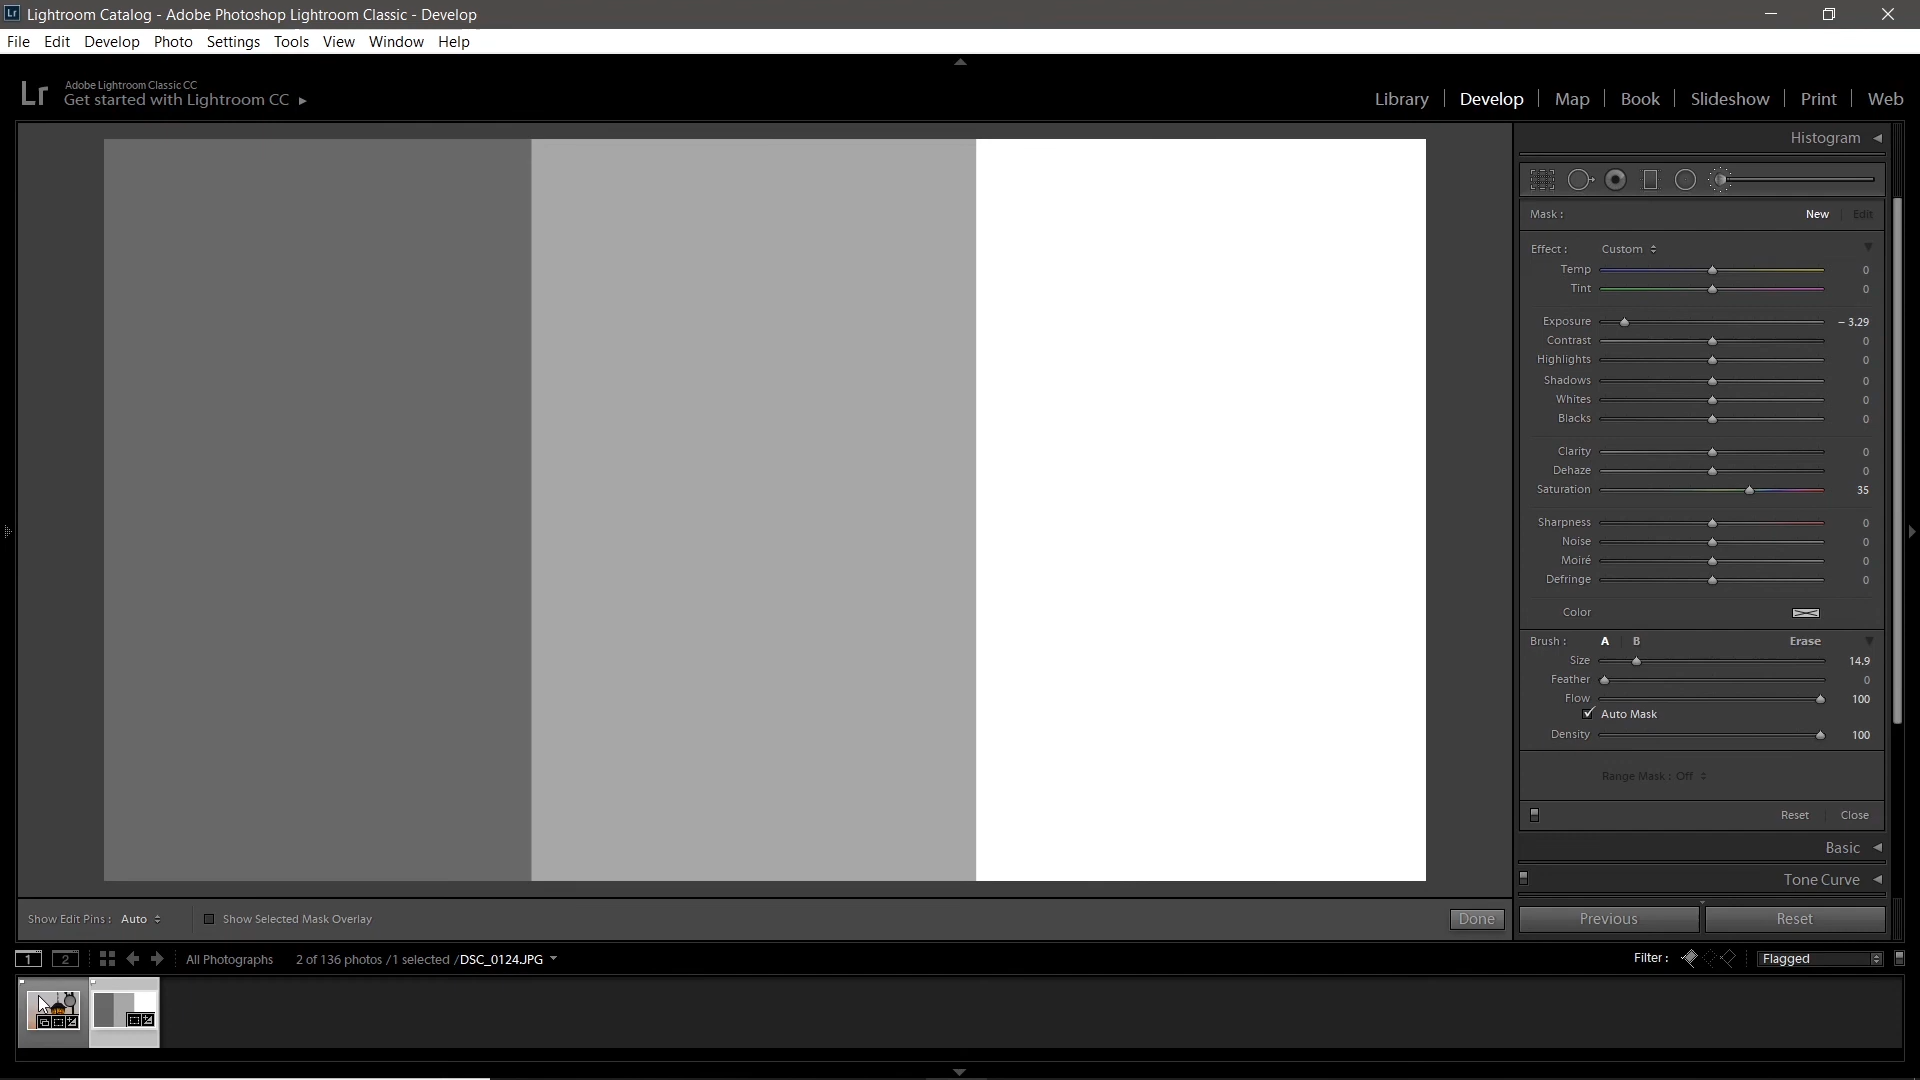 Lr Lightroom Catalog - Adobe Photoshop Lightroom Classic - Develop
File Edit Develop Photo Settings Tools View Window Help
Lr
Adobe Lightroom Classic CC
Get started with Lightroom CC
Library | Develop | Map | Book | Slideshow | Print | Web
Histogram
Mask : New | Edit
Effect : Custom
Temp 0
Tint 0
Exposure – 3.29
Contrast 0
Highlights 0
Shadows 0
Whites 0
Blacks 0
Clarity 0
Dehaze 0
Saturation 35
Sharpness 0
Noise 0
Moiré 0
Defringe 0
Color
Brush : A | B Erase
Size 14.9
Feather 0
Flow 100
Auto Mask
Density 100
Range Mask : Off
Reset | Close
Basic
Tone Curve
Show Edit Pins : Auto Show Selected Mask Overlay Done Previous Reset
1 2 All Photographs 2 of 136 photos /1 selected /DSC_0124.JPG Filter : Flagged